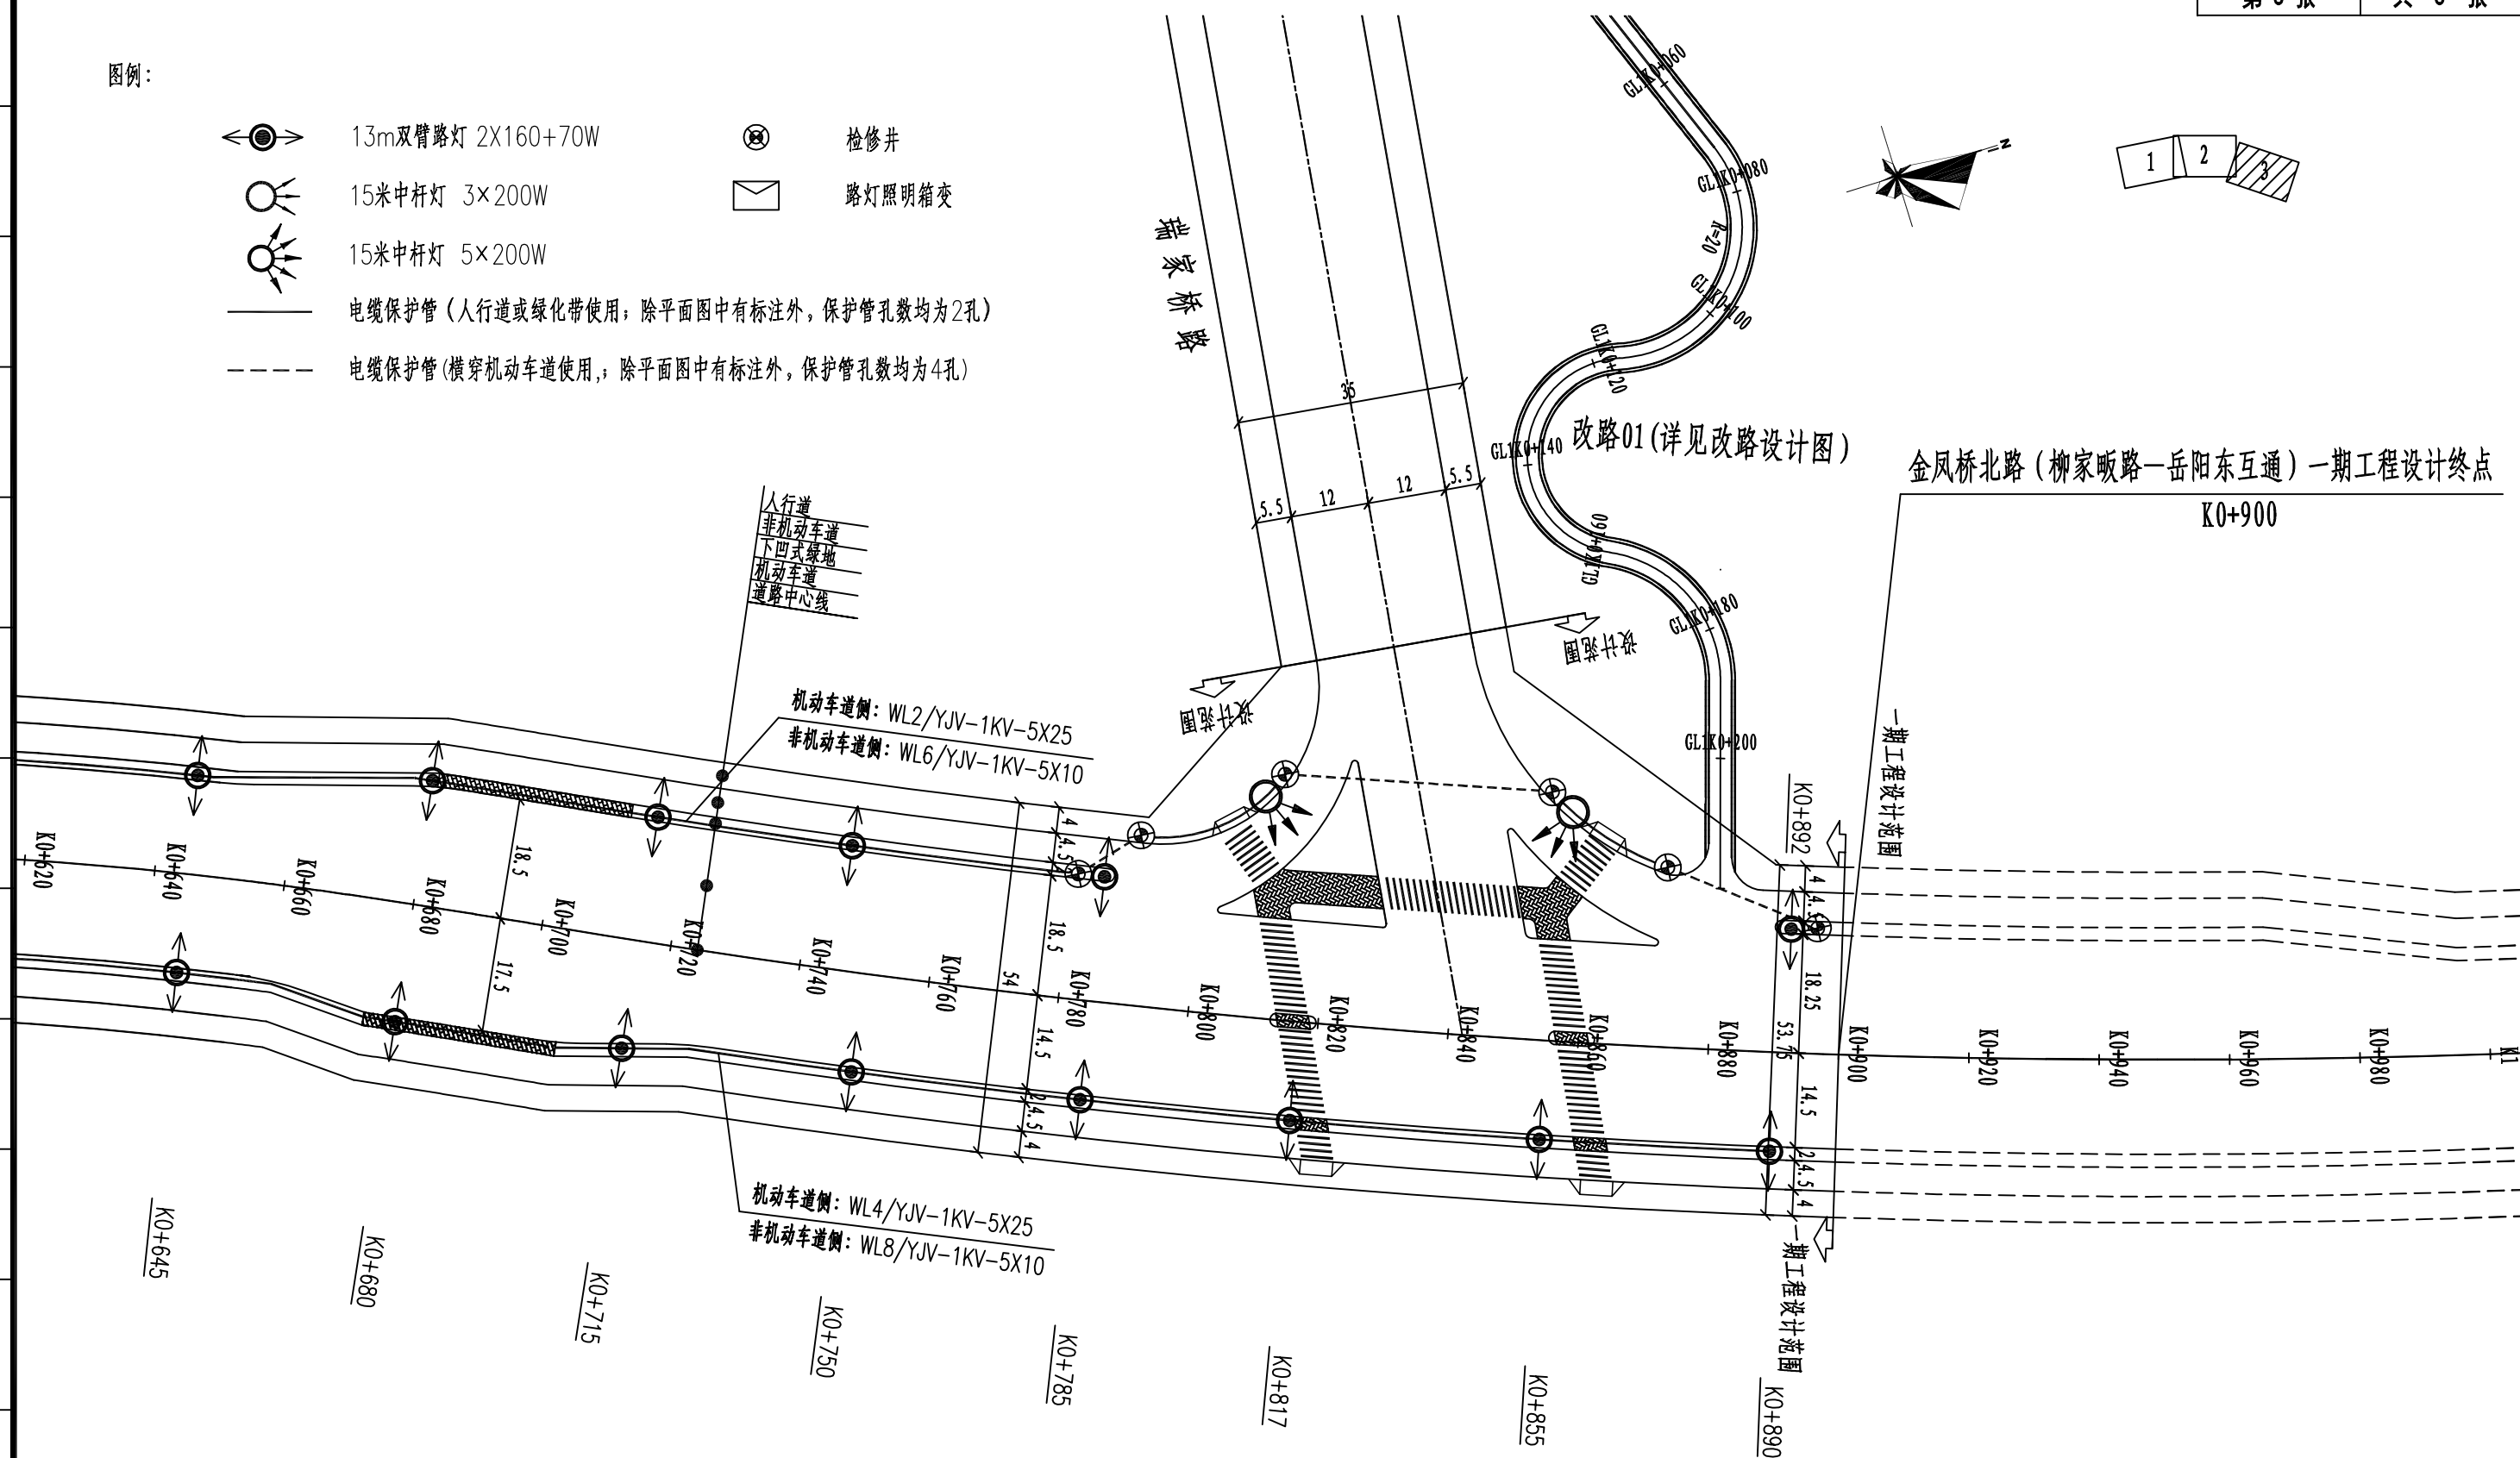 图例：
13m双臂路灯 2X160+70W
检修井
15米中杆灯 3×200W
路灯照明箱变
15米中杆灯 5×200W
电缆保护管（人行道或绿化带使用；除平面图中有标注外，保护管孔数均为2孔）
电缆保护管(横穿机动车道使用,；除平面图中有标注外，保护管孔数均为4孔)
N
1
2
3
GL1K0+060
GL1K0+080
R=20
GL1K0+100
GL1K0+120
GL1K0+140
GL1K0+160
GL1K0+180
GL1K0+200
35
5.5
12
12
5.5
改路01(详见改路设计图)
金凤桥北路（柳家畈路—岳阳东互通）一期工程设计终点
K0+900
人行道
非机动车道
下凹式绿地
机动车道
道路中心线
设计范围
设计范围
机动车道侧：WL2/YJV-1KV-5X25
非机动车道侧：WL6/YJV-1KV-5X10
一期工程设计范围
K0+892
K0+620
K0+640
K0+660
K0+680
K0+700
K0+720
K0+740
K0+760
K0+780
K0+800
K0+820
K0+840
K0+860
K0+880
K0+900
K0+920
K0+940
K0+960
K0+980
K1
18.5
17.5
54
4
4.5
18.5
14.5
2
4.5
4
4
4.5
18.25
53.75
14.5
2
4.5
4
机动车道侧：WL4/YJV-1KV-5X25
非机动车道侧：WL8/YJV-1KV-5X10
一期工程设计范围
K0+645
K0+680
K0+715
K0+750
K0+785
K0+817
K0+855
K0+890